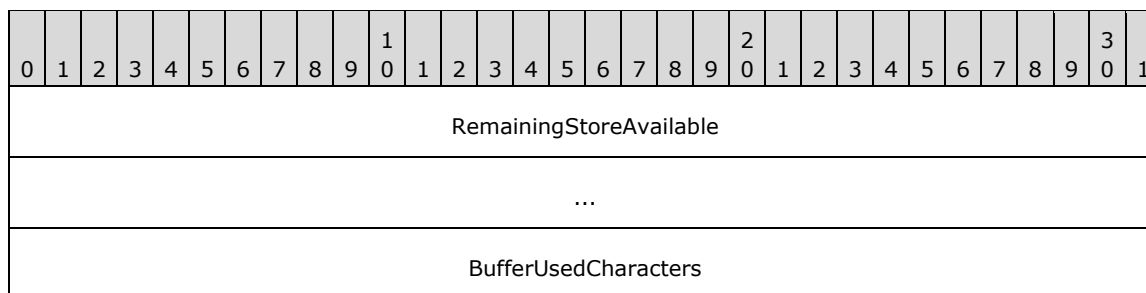 1 2 3
0 1 2 3 4 5 6 7 8 9 0 1 2 3 4 5 6 7 8 9 0 1 2 3 4 5 6 7 8 9 0 1
RemainingStoreAvailable
...
BufferUsedCharacters